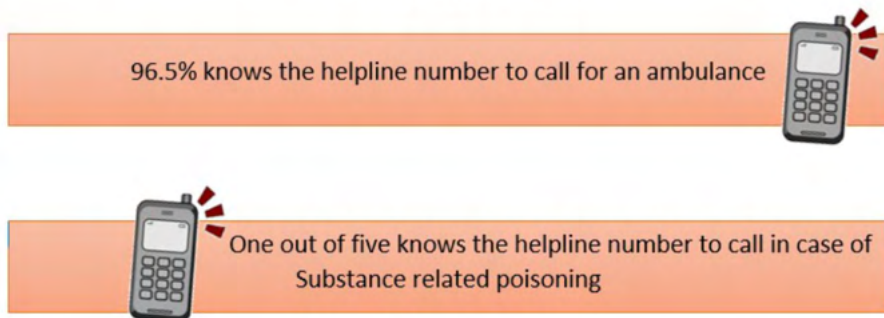 96.5% knows the helpline number to call for an ambulance
One out of five knows the helpline number to call in case of
Substance related poisoning